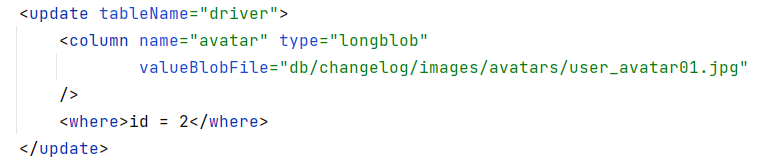 <update tableName="driver">
<column name="avatar" type="longblob"
valueBlobFile="db/changelog/images/avatars/user_avatar01.jpg"
/>
<where>id = 2</where>
</update>